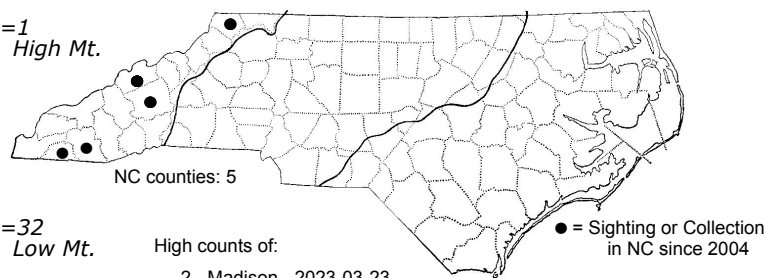 =1
High Mt.
NC counties: 5
=32
Low Mt.
High counts of:
2 - Madison - 2023-03-23
● = Sighting or Collection
in NC since 2004